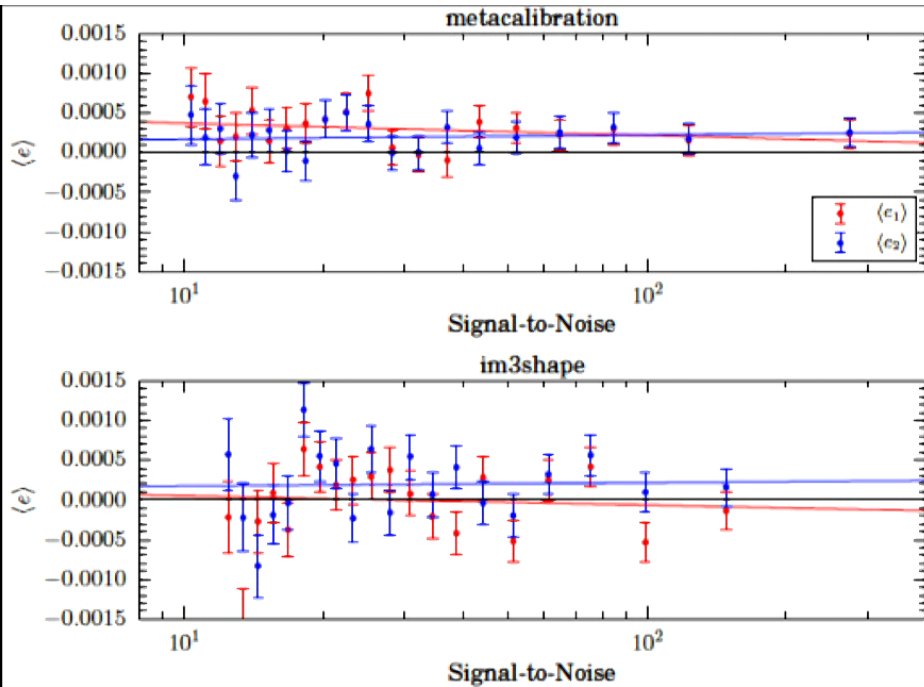 metacalibration
0.0015
0.0010
0.0005
0.0000
−0.0005
−0.0010
−0.0015
⟨e⟩
⟨e₁⟩
⟨e₂⟩
10¹
10²
Signal-to-Noise
im3shape
0.0015
0.0010
0.0005
0.0000
−0.0005
−0.0010
−0.0015
⟨e⟩
10¹
10²
Signal-to-Noise